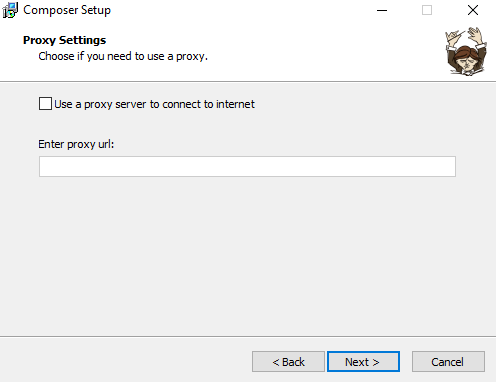 Composer Setup
Proxy Settings
Choose if you need to use a proxy.
Use a proxy server to connect to internet
Enter proxy url:
< Back
Next >
Cancel